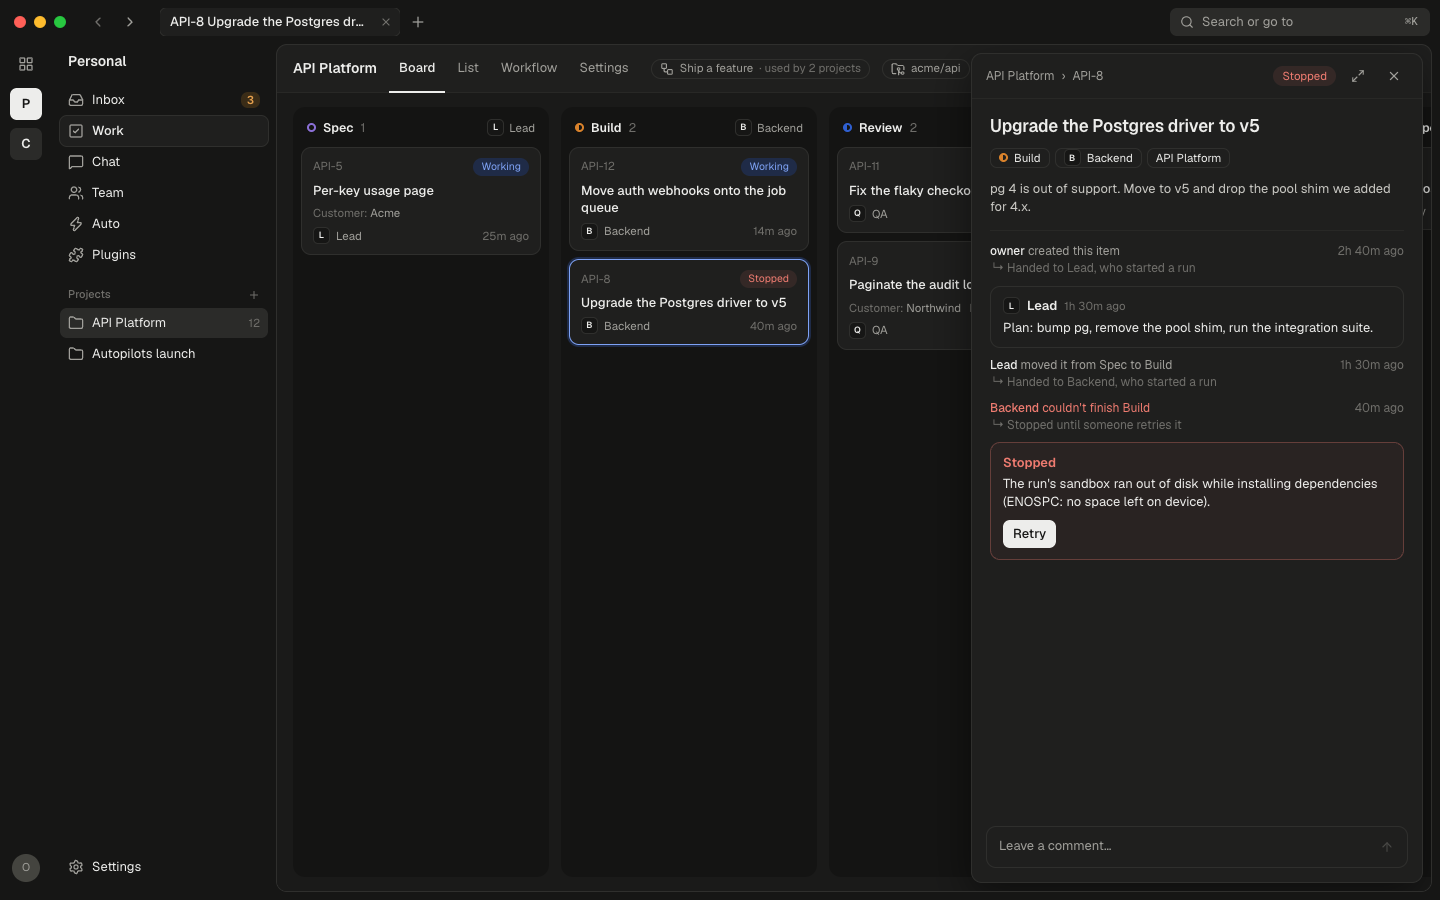 API-8 Upgrade the Postgres dr...
Search or go to
⌘K
Personal
P
C
Inbox
3
Work
Chat
Team
Auto
Plugins
Projects
API Platform
12
Autopilots launch
O
Settings
API Platform
Board
List
Workflow
Settings
Ship a feature · used by 2 projects
acme/api
Spec 1
L Lead
API-5
Working
Per-key usage page
Customer: Acme
L Lead
25m ago
Build 2
B Backend
API-12
Working
Move auth webhooks onto the job
queue
B Backend
14m ago
API-8
Stopped
Upgrade the Postgres driver to v5
B Backend
40m ago
Review 2
API-11
Fix the flaky checko
Q QA
API-9
Paginate the audit lo
Customer: Northwind
Q QA
API Platform › API-8
Stopped
Upgrade the Postgres driver to v5
Build
B Backend
API Platform
pg 4 is out of support. Move to v5 and drop the pool shim we added
for 4.x.
owner created this item
2h 40m ago
Handed to Lead, who started a run
L Lead 1h 30m ago
Plan: bump pg, remove the pool shim, run the integration suite.
Lead moved it from Spec to Build
1h 30m ago
Handed to Backend, who started a run
Backend couldn't finish Build
40m ago
Stopped until someone retries it
Stopped
The run's sandbox ran out of disk while installing dependencies
(ENOSPC: no space left on device).
Retry
Leave a comment...